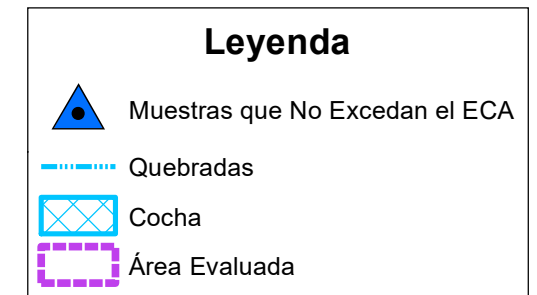 Leyenda
Muestras que No Excedan el ECA
Quebradas
Cocha
Área Evaluada